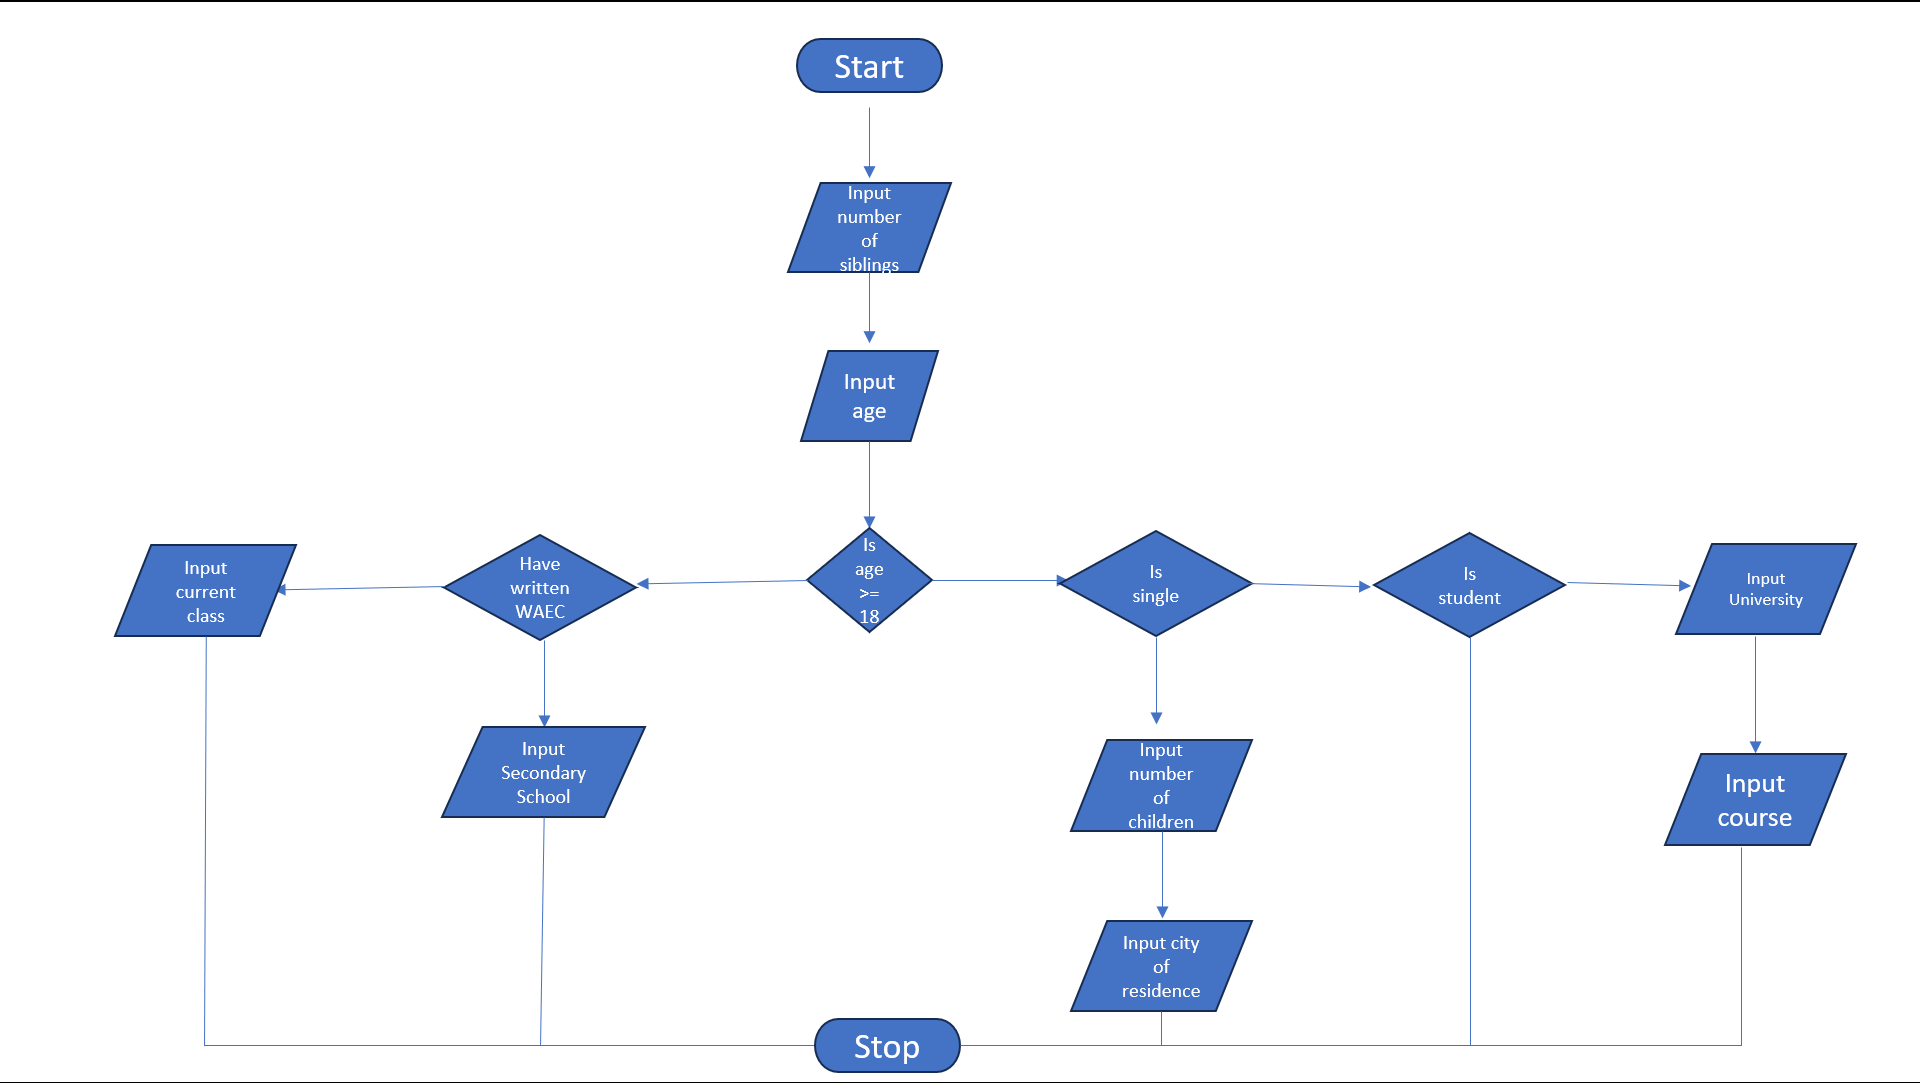 Start
Input
number
of
siblings
Input
age
Is
age
>=
18
Have
written
WAEC
Input
current
class
Input
Secondary
School
Is
single
Is
student
Input
University
Input
number
of
children
Input
course
Input city
of
residence
Stop